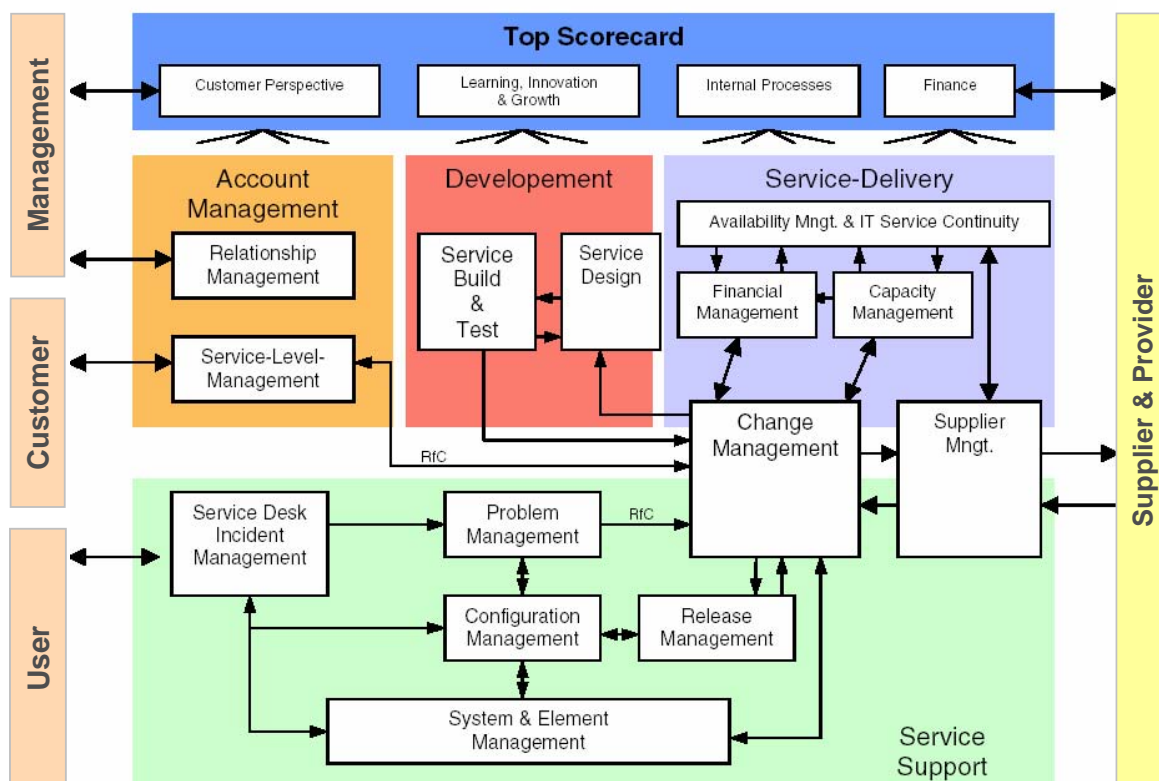 Management
Customer
User
Top Scorecard
Customer Perspective
Learning, Innovation
& Growth
Internal Processes
Finance
Account
Management
Relationship
Management
Service-Level-
Management
Developement
Service
Build
&
Test
Service
Design
Service-Delivery
Availability Mngt. & IT Service Continuity
Financial
Management
Capacity
Management
Change
Management
Supplier
Mngt.
RfC
Service Desk
Incident
Management
Problem
Management
RfC
Configuration
Management
Release
Management
System & Element
Management
Service
Support
Supplier & Provider